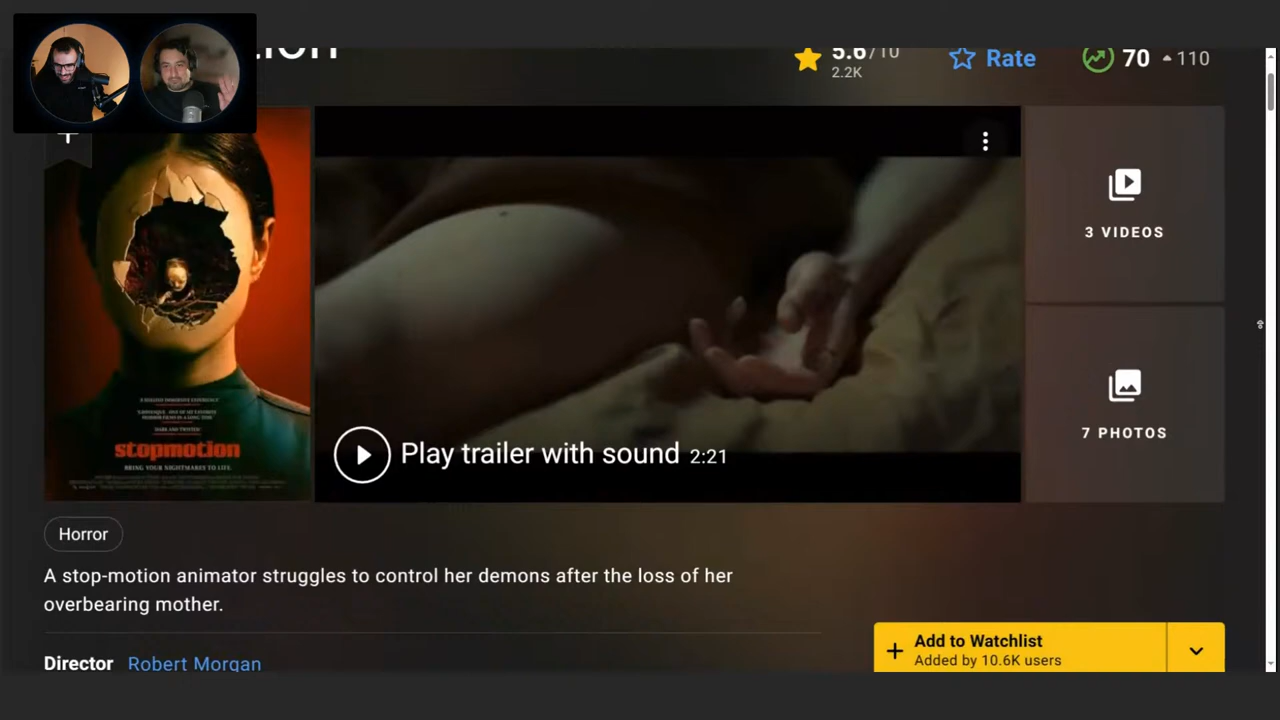 5.6/10
2.2K
Rate
70
110
3 VIDEOS
7 PHOTOS
stopmotion
BRING YOUR NIGHTMARES TO LIFE.
Play trailer with sound 2:21
Horror
A stop-motion animator struggles to control her demons after the loss of her
overbearing mother.
Add to Watchlist
Added by 10.6K users
Director Robert Morgan